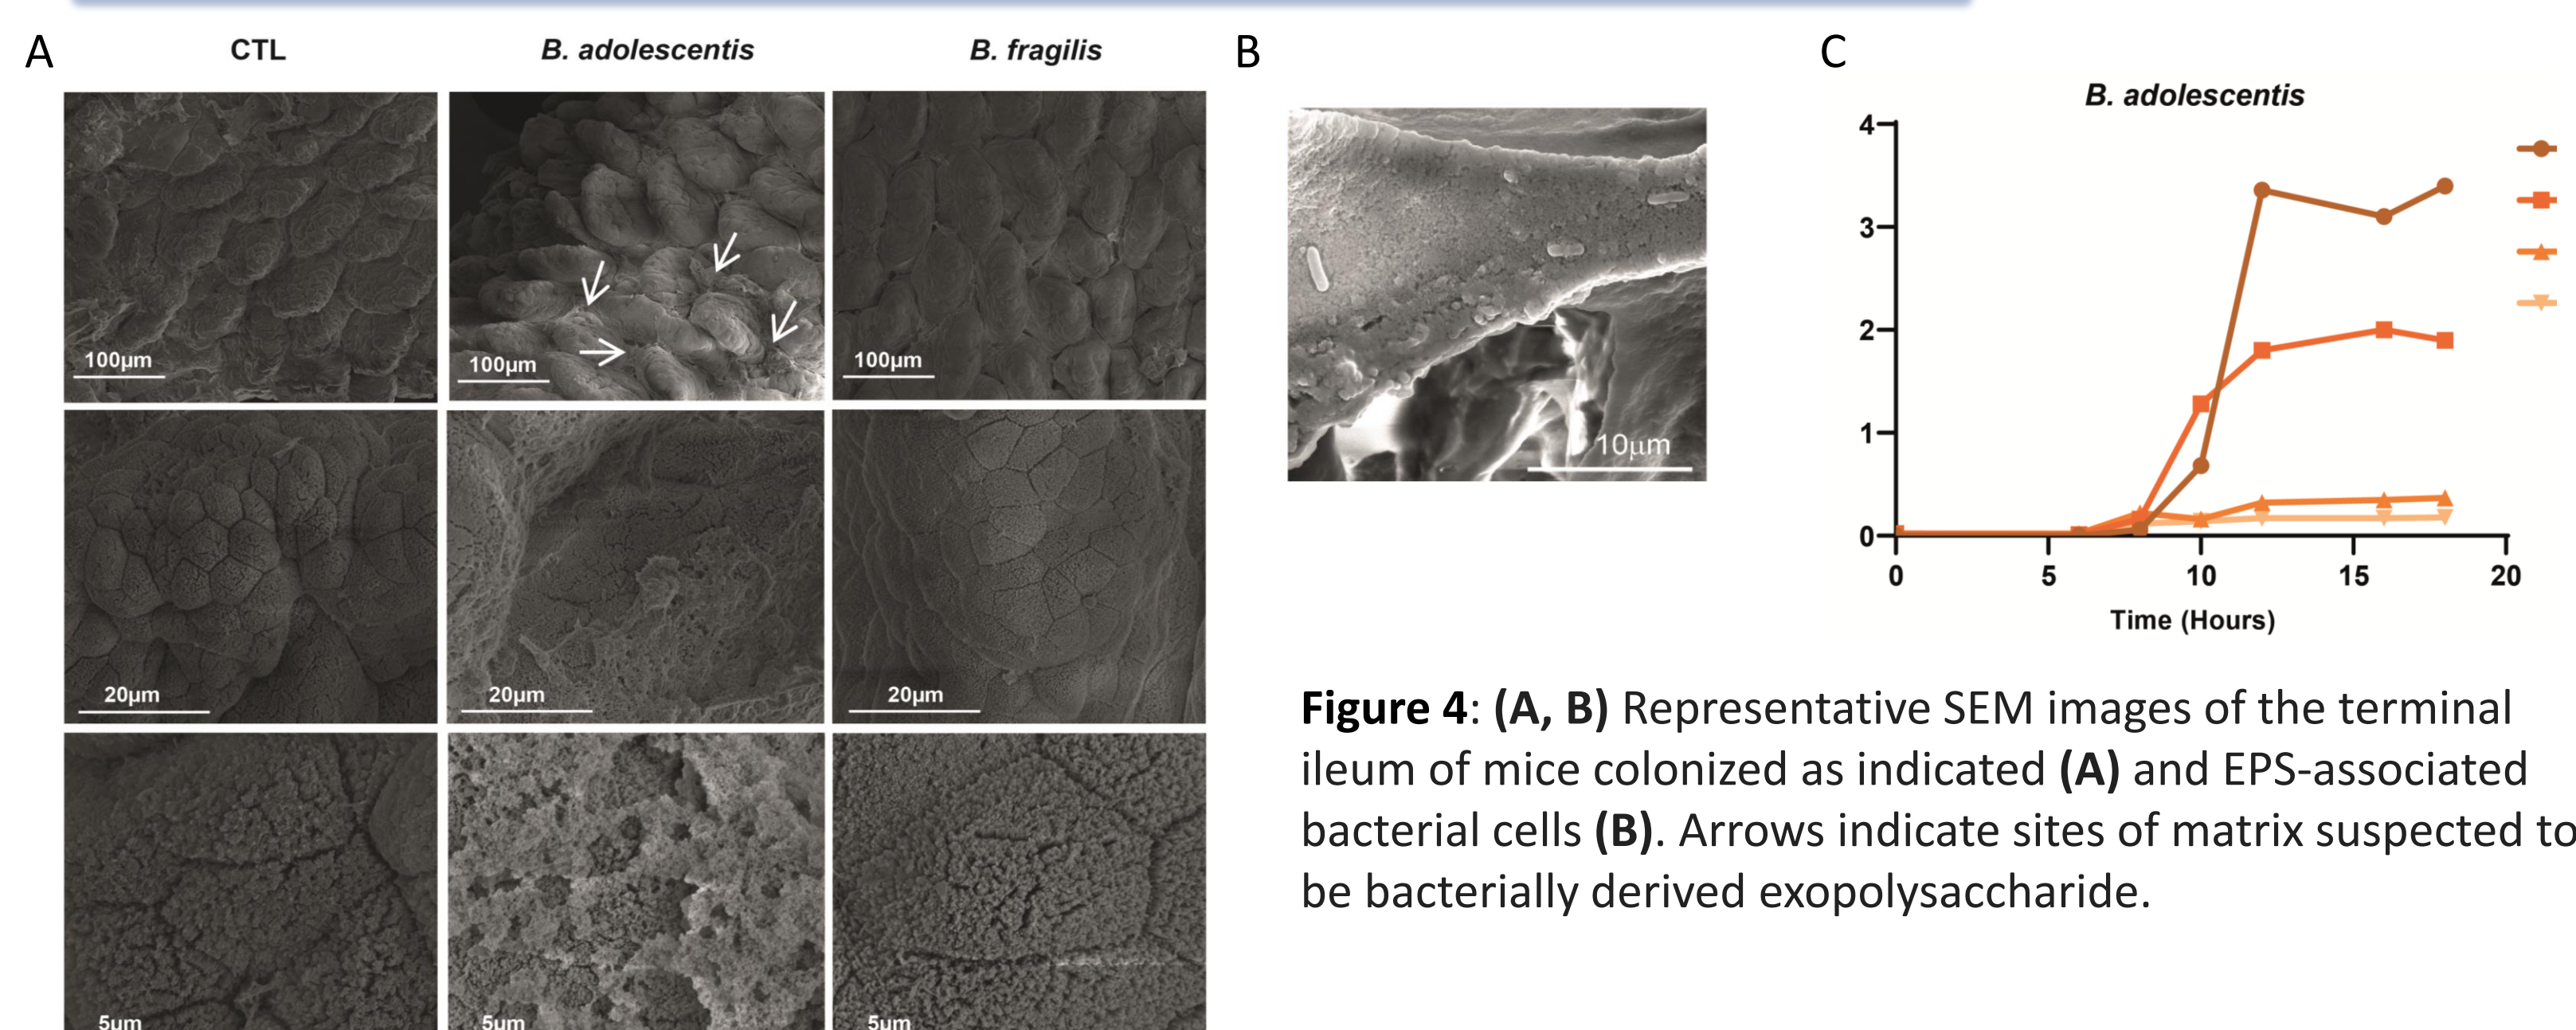 A
CTL
B. adolescentis
B. fragilis
100μm
100μm
100μm
20μm
20μm
20μm
5μm
5μm
5μm
B
10μm
C
B. adolescentis
4
3
2
1
0
0 5 10 15 20
Time (Hours)
Figure 4: (A, B) Representative SEM images of the terminal
ileum of mice colonized as indicated (A) and EPS-associated
bacterial cells (B). Arrows indicate sites of matrix suspected to
be bacterially derived exopolysaccharide.